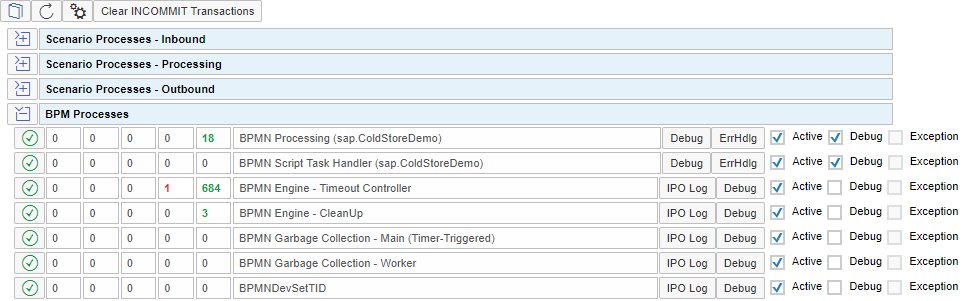 Clear INCOMMIT Transactions
Scenario Processes - Inbound
Scenario Processes - Processing
Scenario Processes - Outbound
BPM Processes
0 0 0 0 18 BPMN Processing (sap.ColdStoreDemo) Debug ErrHdlg Active Debug Exception
0 0 0 0 0 BPMN Script Task Handler (sap.ColdStoreDemo) Debug ErrHdlg Active Debug Exception
0 0 0 1 684 BPMN Engine - Timeout Controller IPO Log Debug Active Debug Exception
0 0 0 0 3 BPMN Engine - CleanUp IPO Log Debug Active Debug Exception
0 0 0 0 0 BPMN Garbage Collection - Main (Timer-Triggered) IPO Log Debug Active Debug Exception
0 0 0 0 0 BPMN Garbage Collection - Worker IPO Log Debug Active Debug Exception
0 0 0 0 0 BPMNDevSetTID IPO Log Debug Active Debug Exception